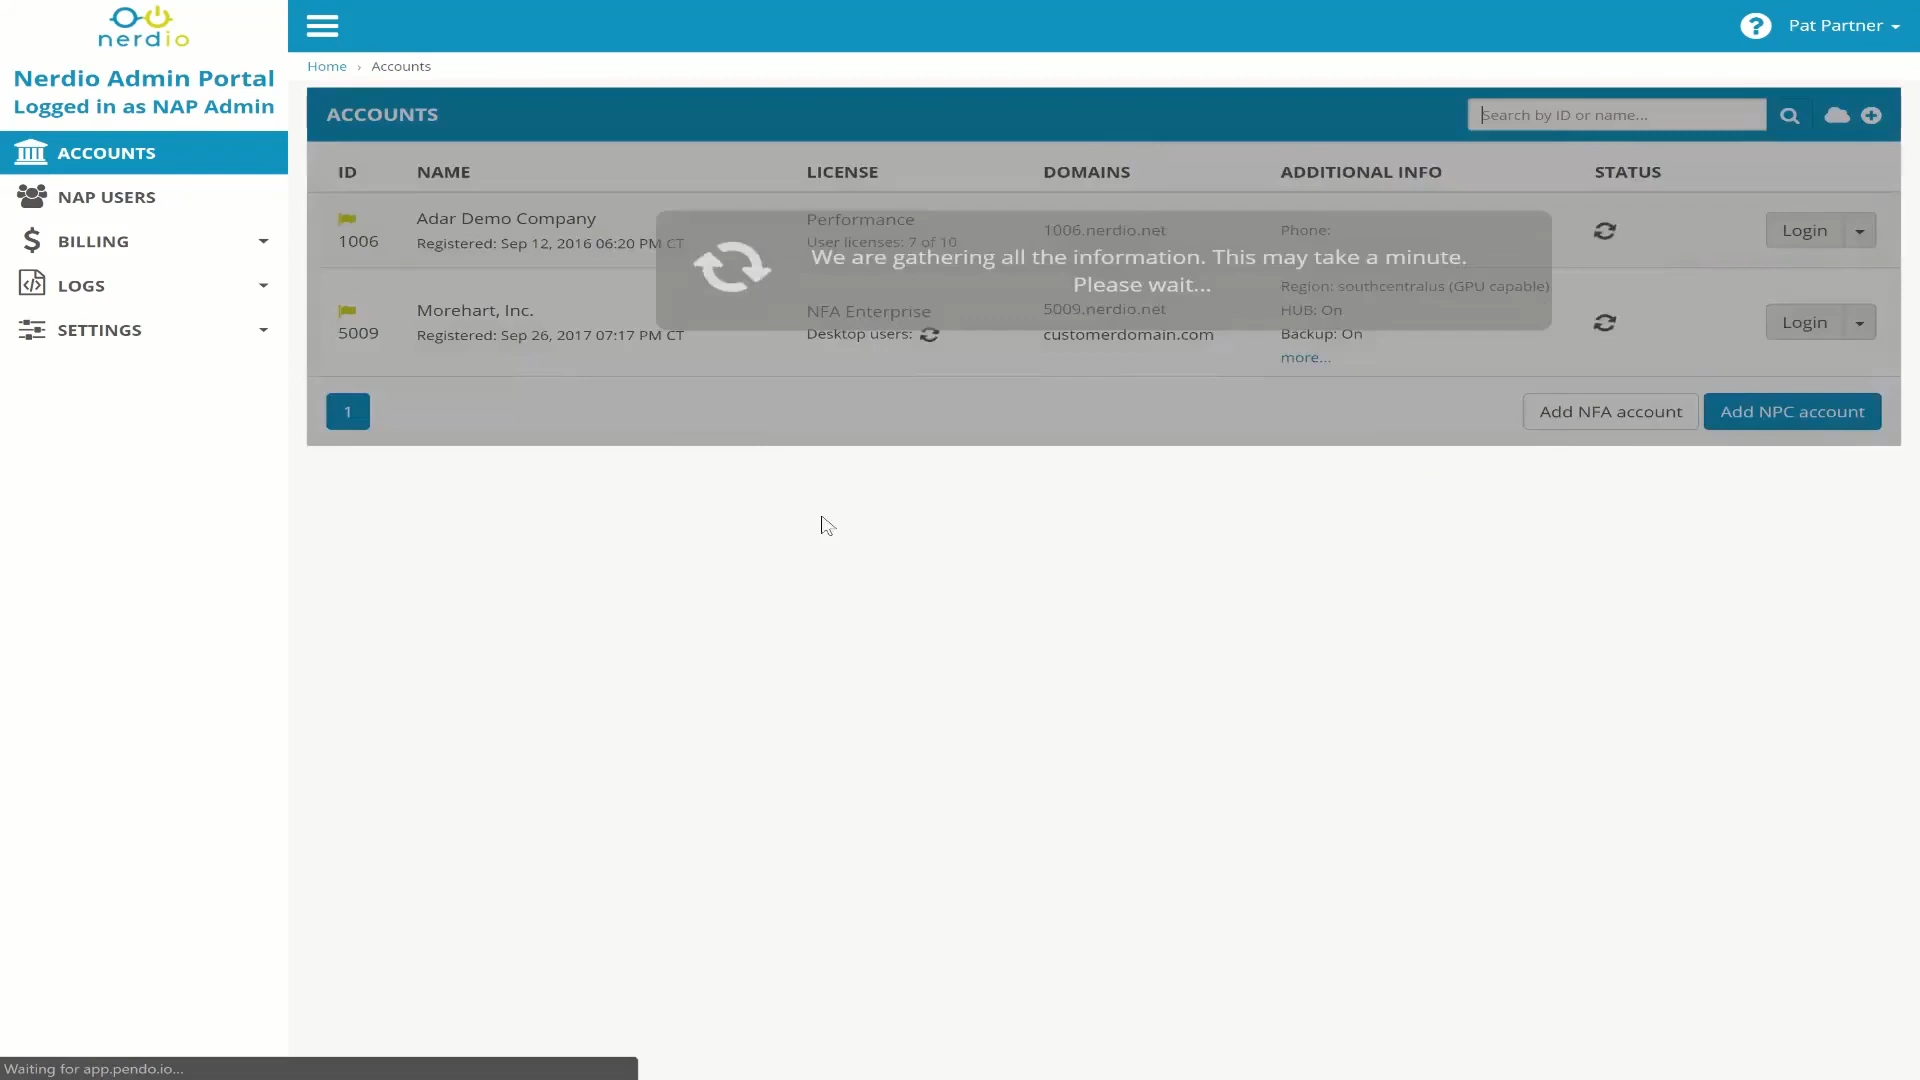 nerdio
Nerdio Admin Portal
Logged in as NAP Admin
ACCOUNTS
NAP USERS
BILLING
LOGS
SETTINGS
? Pat Partner
Home › Accounts
ACCOUNTS
Search by ID or name...
ID NAME LICENSE DOMAINS ADDITIONAL INFO STATUS
1006
Adar Demo Company
Registered: Sep 12, 2016 06:20 PM CT
Performance
User licenses: 7 of 10
1006.nerdio.net
Phone:
Login
We are gathering all the information. This may take a minute.
Please wait...
5009
Morehart, Inc.
Registered: Sep 26, 2017 07:17 PM CT
NFA Enterprise
Desktop users:
5009.nerdio.net
customerdomain.com
Region: southcentralus (GPU capable)
HUB: On
Backup: On
more...
Login
1
Add NFA account
Add NPC account
Waiting for app.pendo.io...